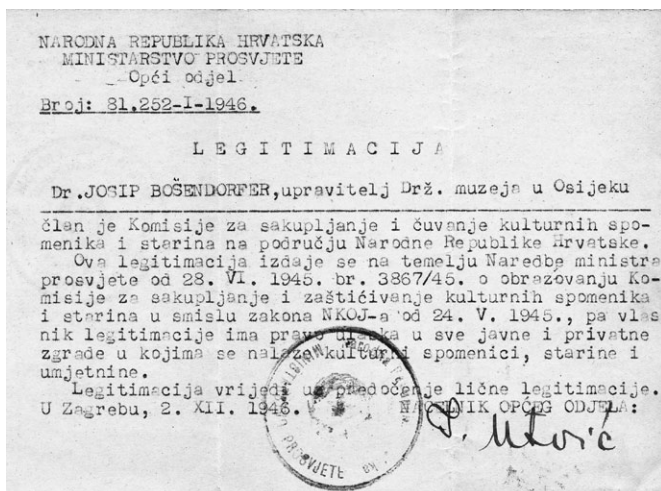 NARODNA REPUBLIKA HRVATSKA
MINISTARSTVO PROSVJETE
Opći odjel
Broj: 81.252-I-1946.
LEGITIMACIJA
Dr.JOSIP BOŠENDORFER,upravitelj Drž. muzeja u Osijeku
član je Komisije za sakupljanje i čuvanje kulturnih spo-
menika i starina na području Narodne Republike Hrvatske.
Ova legitimacija izdaje se na temelju Naredbe ministra
prosvjete od 28. VI. 1945. br. 3867/45. o obrazovanju Ko-
misije za sakupljanje i zaštićivanje kulturnih spomenika
i starina u smislu zakona NKOJ-a od 24. V. 1945., pa vlas
nik legitimacije ima pravo ulaska u sve javne i privatne
zgrade u kojima se nalaze kulturni spomenici, starine i
umjetnine.
Legitimacija vrijedi uz predočenje lične legitimacije.
U Zagrebu, 2. XII. 1946. NAČELNIK OPĆEG ODJELA:
PROSVJETE